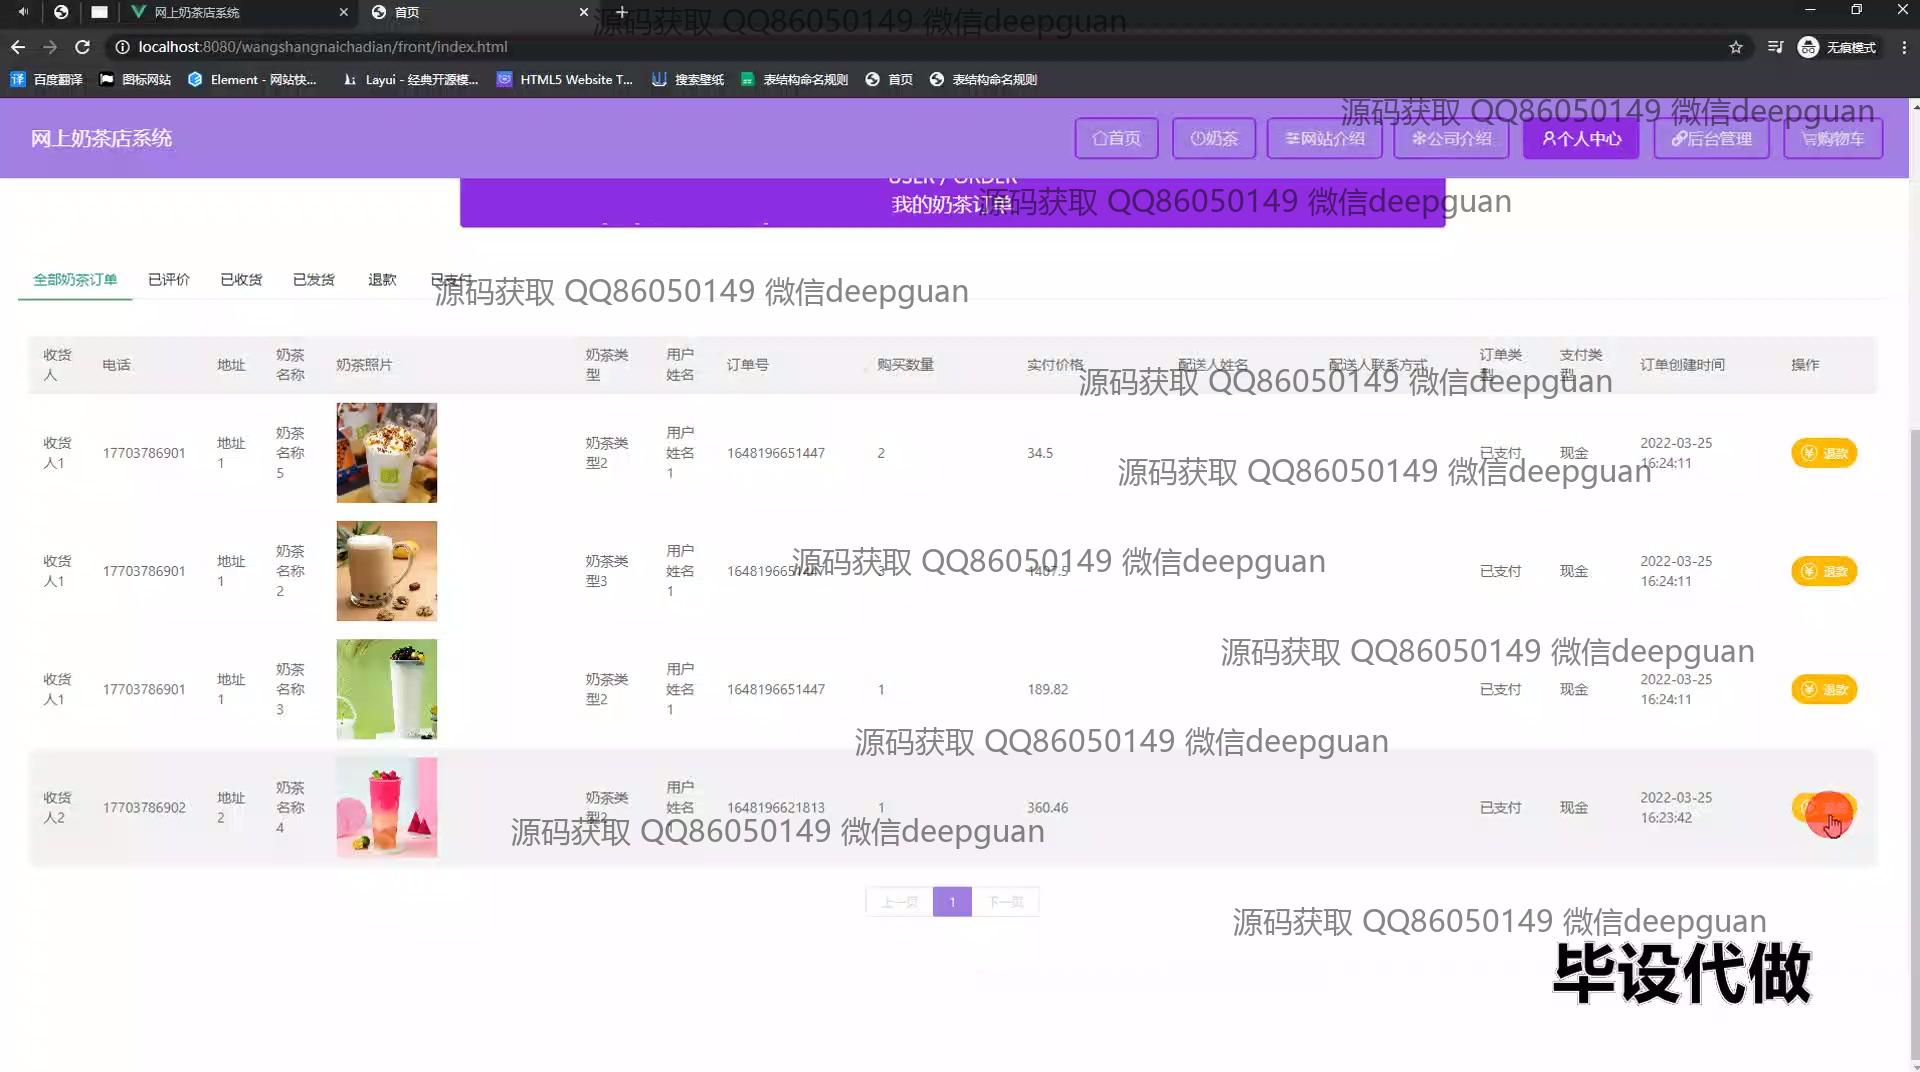 网上奶茶店系统
首页
localhost:8080/wangshangnaichadian/front/index.html
无痕模式
百度翻译
图标网站
Element - 网站快...
Layui - 经典开源模...
HTML5 Website T...
搜索壁纸
表结构命名规则
首页
表结构命名规则
源码获取 QQ86050149 微信deepguan
源码获取 QQ86050149 微信deepguan
网上奶茶店系统
首页
奶茶
网站介绍
公司介绍
个人中心
后台管理
购物车
USER / ORDER
我的奶茶订单
源码获取 QQ86050149 微信deepguan
全部奶茶订单
已评价
已收货
已发货
退款
已支付
源码获取 QQ86050149 微信deepguan
收货人 电话 地址 奶茶名称 奶茶照片 奶茶类型 用户姓名 订单号 购买数量 实付价格 配送人姓名 配送人联系方式 订单类型 支付类型 订单创建时间 操作
源码获取 QQ86050149 微信deepguan
收货人1 17703786901 地址1 奶茶名称5 奶茶类型2 用户姓名1 1648196651447 2 34.5 已支付 现金 2022-03-25 16:24:11 退款
源码获取 QQ86050149 微信deepguan
收货人1 17703786901 地址1 奶茶名称2 奶茶类型3 用户姓名1 1648196651447 已支付 现金 2022-03-25 16:24:11 退款
源码获取 QQ86050149 微信deepguan
源码获取 QQ86050149 微信deepguan
收货人1 17703786901 地址1 奶茶名称3 奶茶类型2 用户姓名1 1648196651447 1 189.82 已支付 现金 2022-03-25 16:24:11 退款
源码获取 QQ86050149 微信deepguan
收货人2 17703786902 地址2 奶茶名称4 奶茶类型2 用户姓名1 1648196621813 1 360.46 已支付 现金 2022-03-25 16:23:42
源码获取 QQ86050149 微信deepguan
上一页 1 下一页
源码获取 QQ86050149 微信deepguan
毕设代做